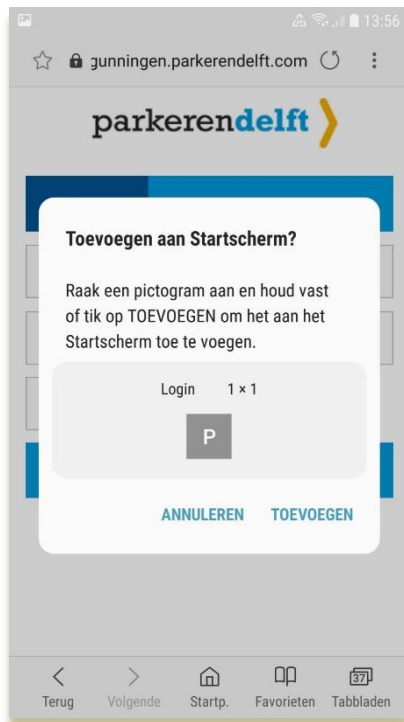 13:56
gunningen.parkerendelft.com
parkerendelft
Toevoegen aan Startscherm?
Raak een pictogram aan en houd vast
of tik op TOEVOEGEN om het aan het
Startscherm toe te voegen.
Login 1 × 1
P
ANNULEREN TOEVOEGEN
37
Terug Volgende Startp. Favorieten Tabbladen